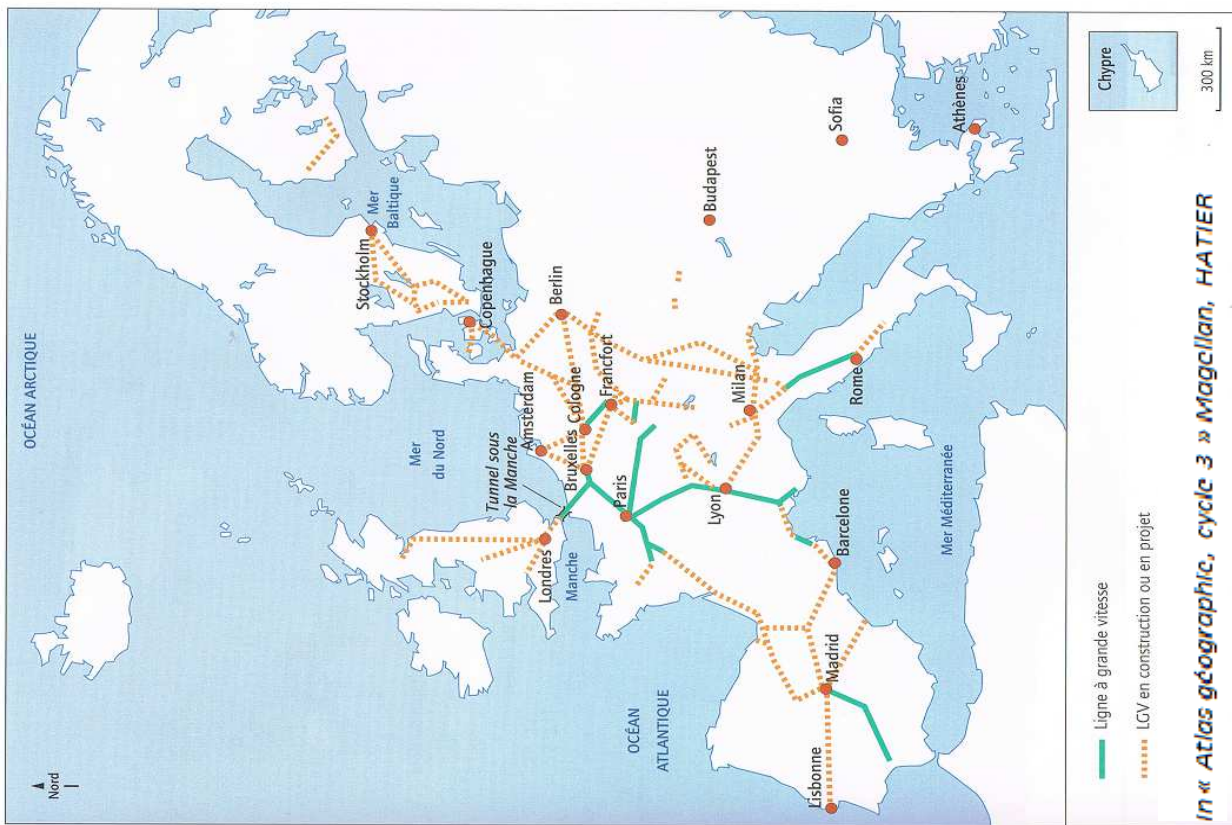 Nord
OCÉAN ARCTIQUE
Stockholm
Mer
Baltique
Copenhague
Mer
du Nord
Tunnel sous
la Manche
Amsterdam
Berlin
Londres
Bruxelles
Cologne
Francfort
Manche
Paris
OCÉAN
ATLANTIQUE
Lyon
Milan
Budapest
Sofia
Lisbonne
Madrid
Barcelone
Rome
Athènes
Mer Méditerranée
Ligne à grande vitesse
LGV en construction ou en projet
Chypre
300 km
In « Atlas géographic, cycle 3 » Magellan, HATIER